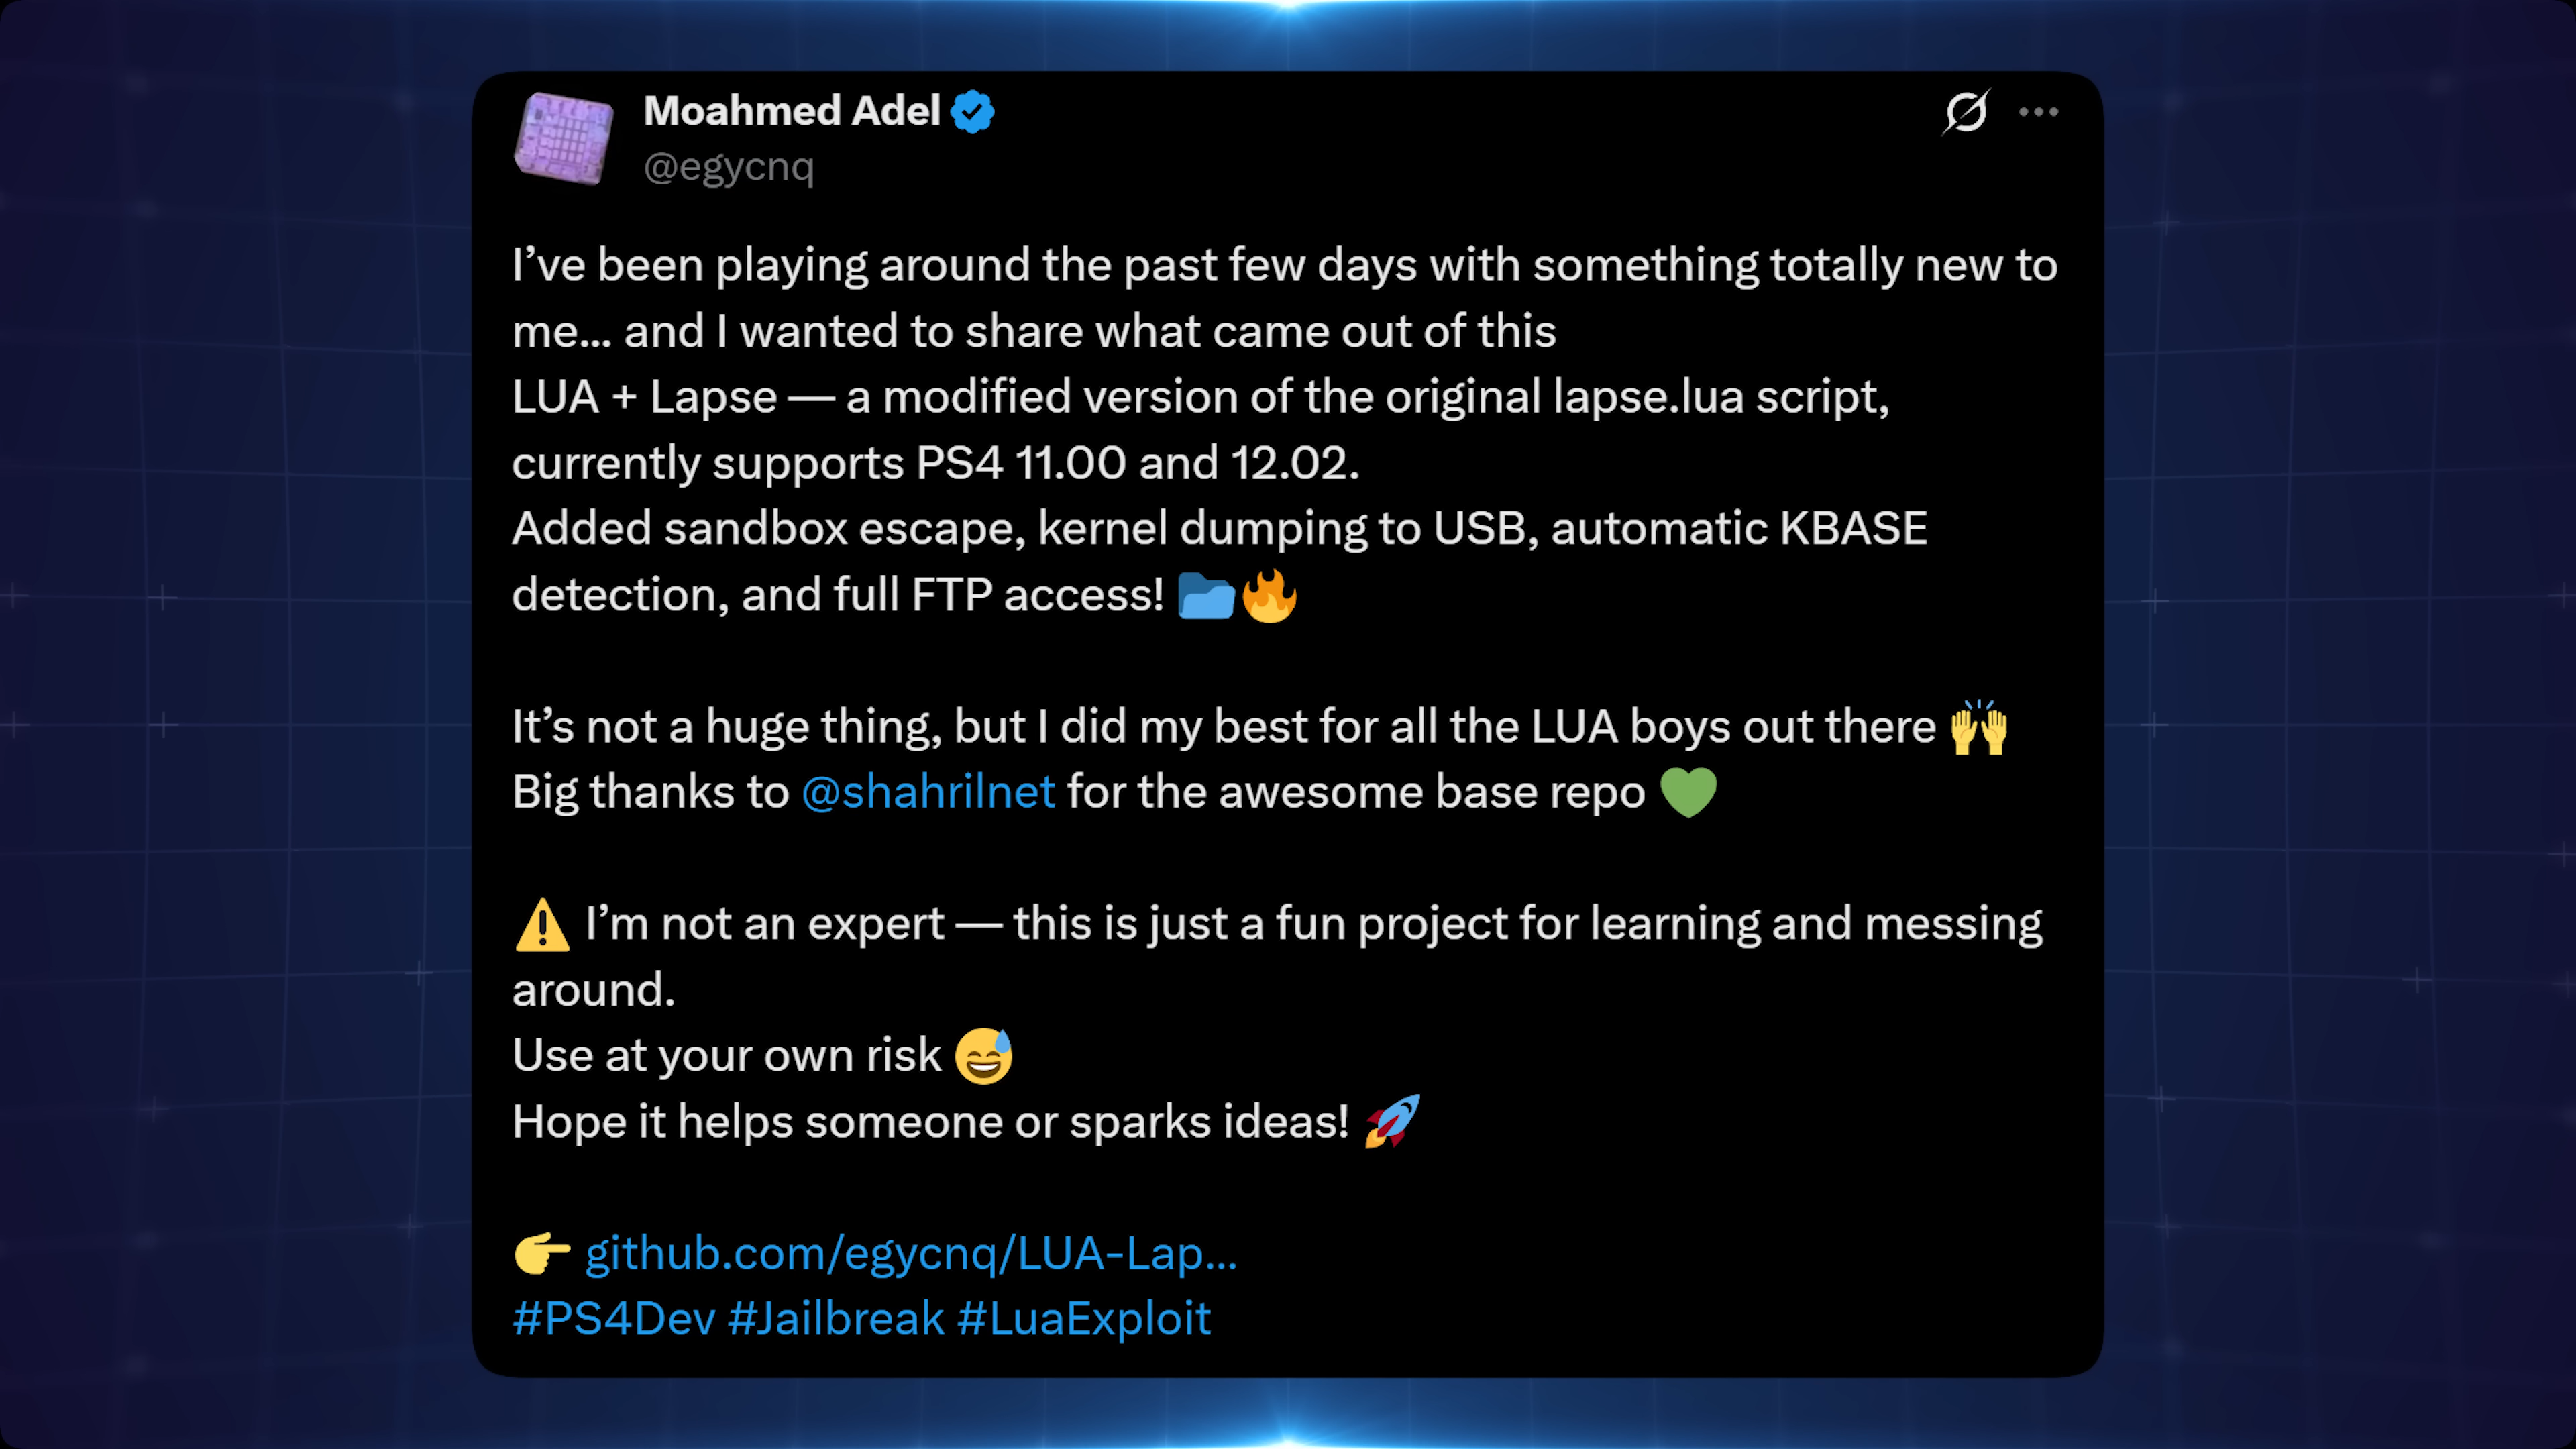 Moahmed Adel
@egycnq
I’ve been playing around the past few days with something totally new to
me... and I wanted to share what came out of this
LUA + Lapse — a modified version of the original lapse.lua script,
currently supports PS4 11.00 and 12.02.
Added sandbox escape, kernel dumping to USB, automatic KBASE
detection, and full FTP access! 📂🔥
It’s not a huge thing, but I did my best for all the LUA boys out there 🙌
Big thanks to @shahrilnet for the awesome base repo 💚
⚠️ I’m not an expert — this is just a fun project for learning and messing
around.
Use at your own risk 😅
Hope it helps someone or sparks ideas! 🚀
👉 github.com/egycnq/LUA-Lap...
#PS4Dev #Jailbreak #LuaExploit